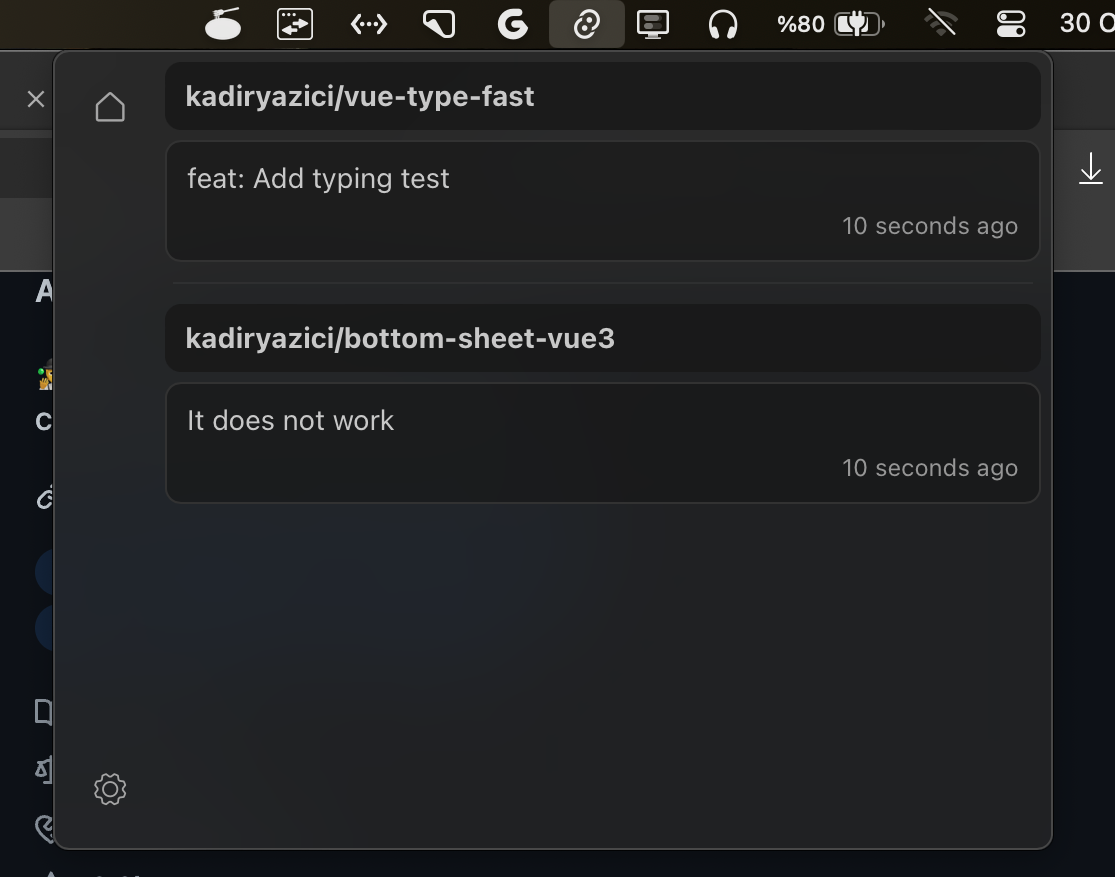 %80
30
kadiryazici/vue-type-fast
feat: Add typing test
10 seconds ago
kadiryazici/bottom-sheet-vue3
It does not work
10 seconds ago